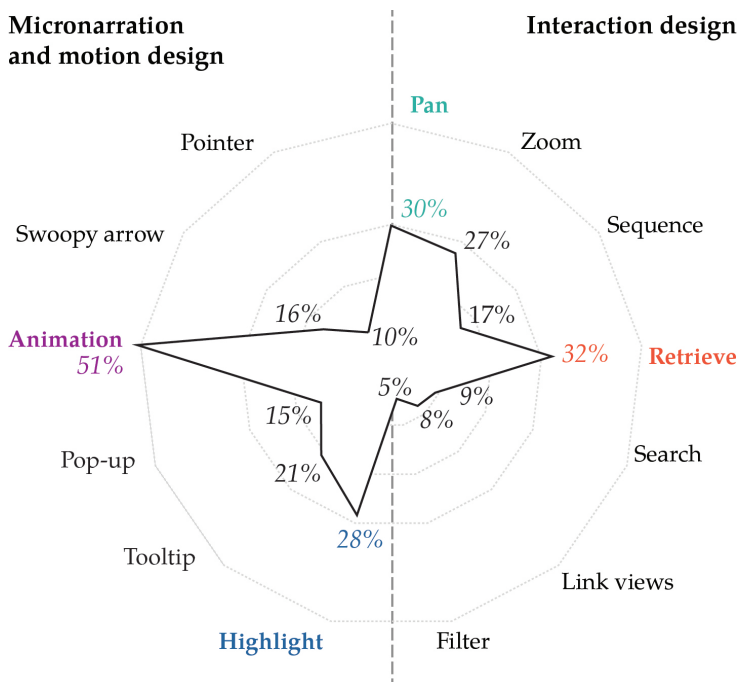 Micronarration
and motion design
Interaction design
Pan
Pointer
Zoom
30%
Swoopy arrow
Sequence
27%
16%
17%
10%
Animation
51%
32%
Retrieve
5%
9%
15%
8%
Pop-up
Search
21%
28%
Tooltip
Link views
Highlight
Filter